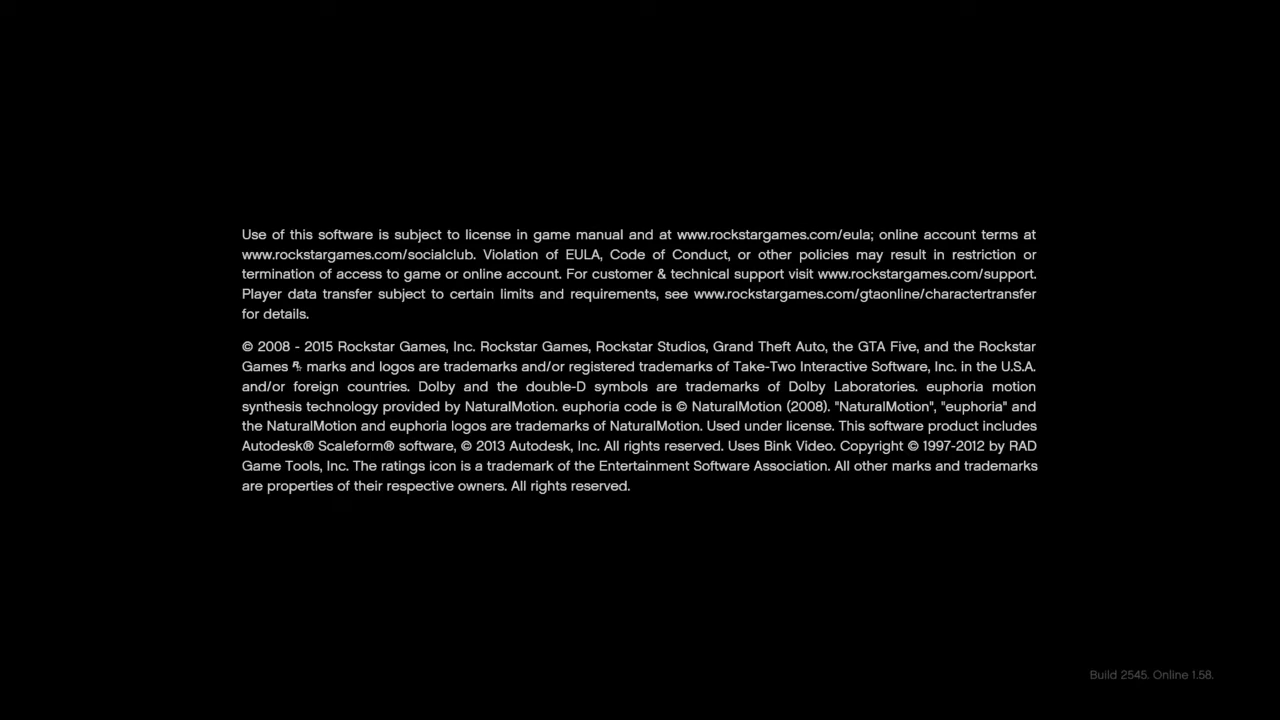 Use of this software is subject to license in game manual and at www.rockstargames.com/eula; online account terms at
www.rockstargames.com/socialclub. Violation of EULA, Code of Conduct, or other policies may result in restriction or
termination of access to game or online account. For customer & technical support visit www.rockstargames.com/support.
Player data transfer subject to certain limits and requirements, see www.rockstargames.com/gtaonline/charactertransfer
for details.
© 2008 - 2015 Rockstar Games, Inc. Rockstar Games, Rockstar Studios, Grand Theft Auto, the GTA Five, and the Rockstar
Games R* marks and logos are trademarks and/or registered trademarks of Take-Two Interactive Software, Inc. in the U.S.A.
and/or foreign countries. Dolby and the double-D symbols are trademarks of Dolby Laboratories. euphoria motion
synthesis technology provided by NaturalMotion. euphoria code is © NaturalMotion (2008). "NaturalMotion", "euphoria" and
the NaturalMotion and euphoria logos are trademarks of NaturalMotion. Used under license. This software product includes
Autodesk® Scaleform® software, © 2013 Autodesk, Inc. All rights reserved. Uses Bink Video. Copyright © 1997-2012 by RAD
Game Tools, Inc. The ratings icon is a trademark of the Entertainment Software Association. All other marks and trademarks
are properties of their respective owners. All rights reserved.
Build 2545. Online 1.58.